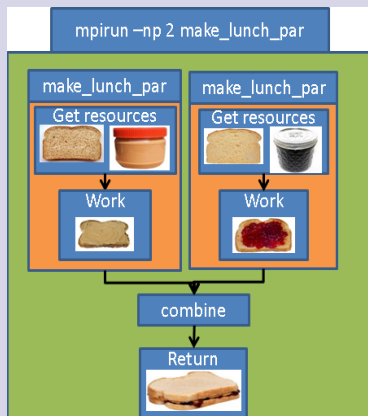 mpirun –np 2 make_lunch_par
make_lunch_par
Get resources
Work
make_lunch_par
Get resources
Work
combine
Return